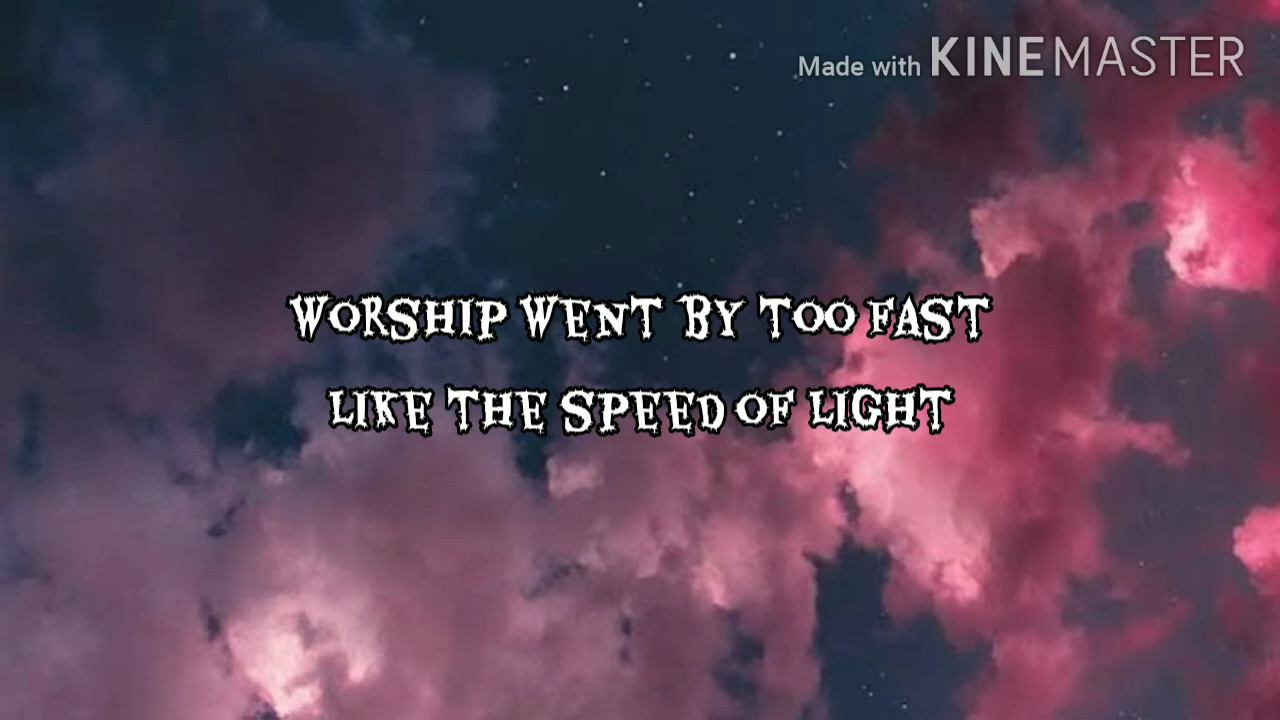 Made with KINEMASTER
WORSHIP WENT BY TOO FAST
LIKE THE SPEED OF LIGHT